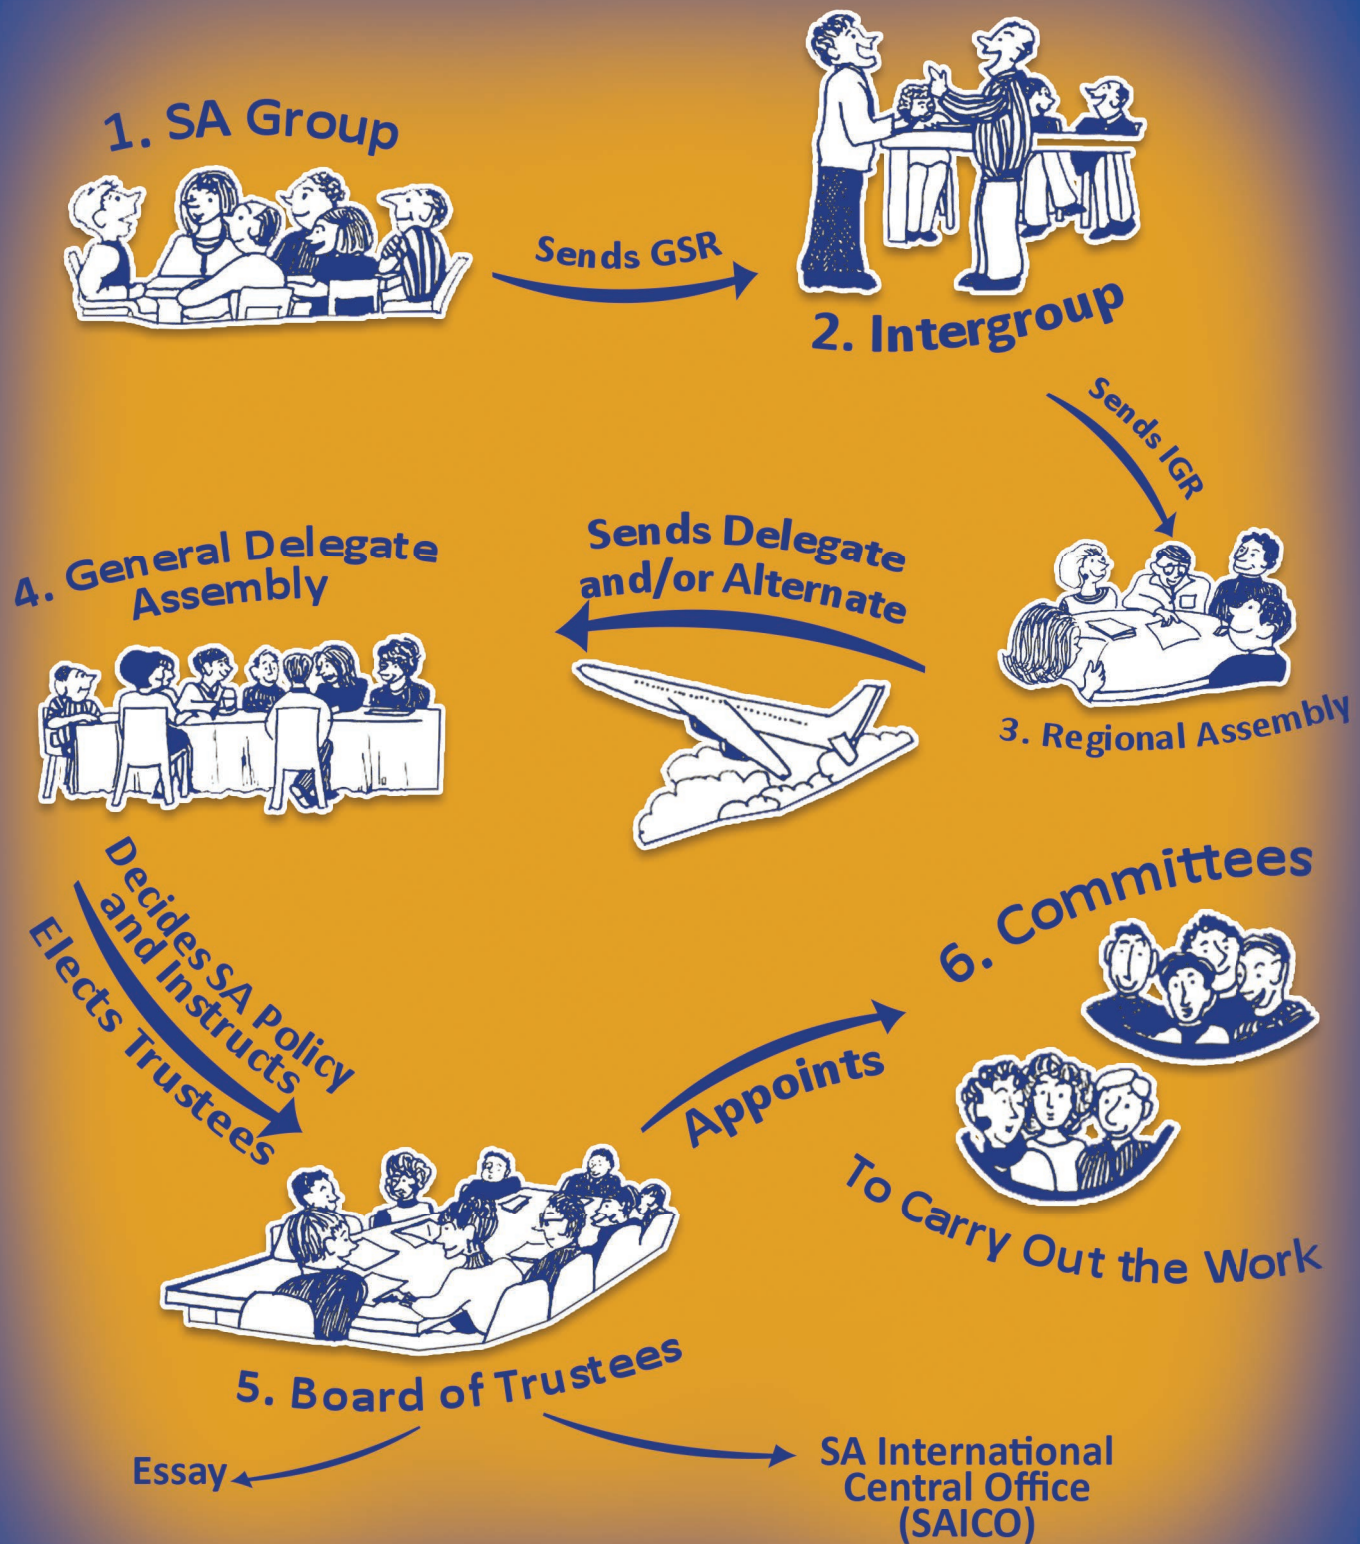 1. SA Group
Sends GSR
2. Intergroup
Sends IGR
3. Regional Assembly
Sends Delegate
and/or Alternate
4. General Delegate
Assembly
Decides SA Policy
and Instructs
Elects Trustees
5. Board of Trustees
Appoints
6. Committees
To Carry Out the Work
Essay
SA International
Central Office
(SAICO)